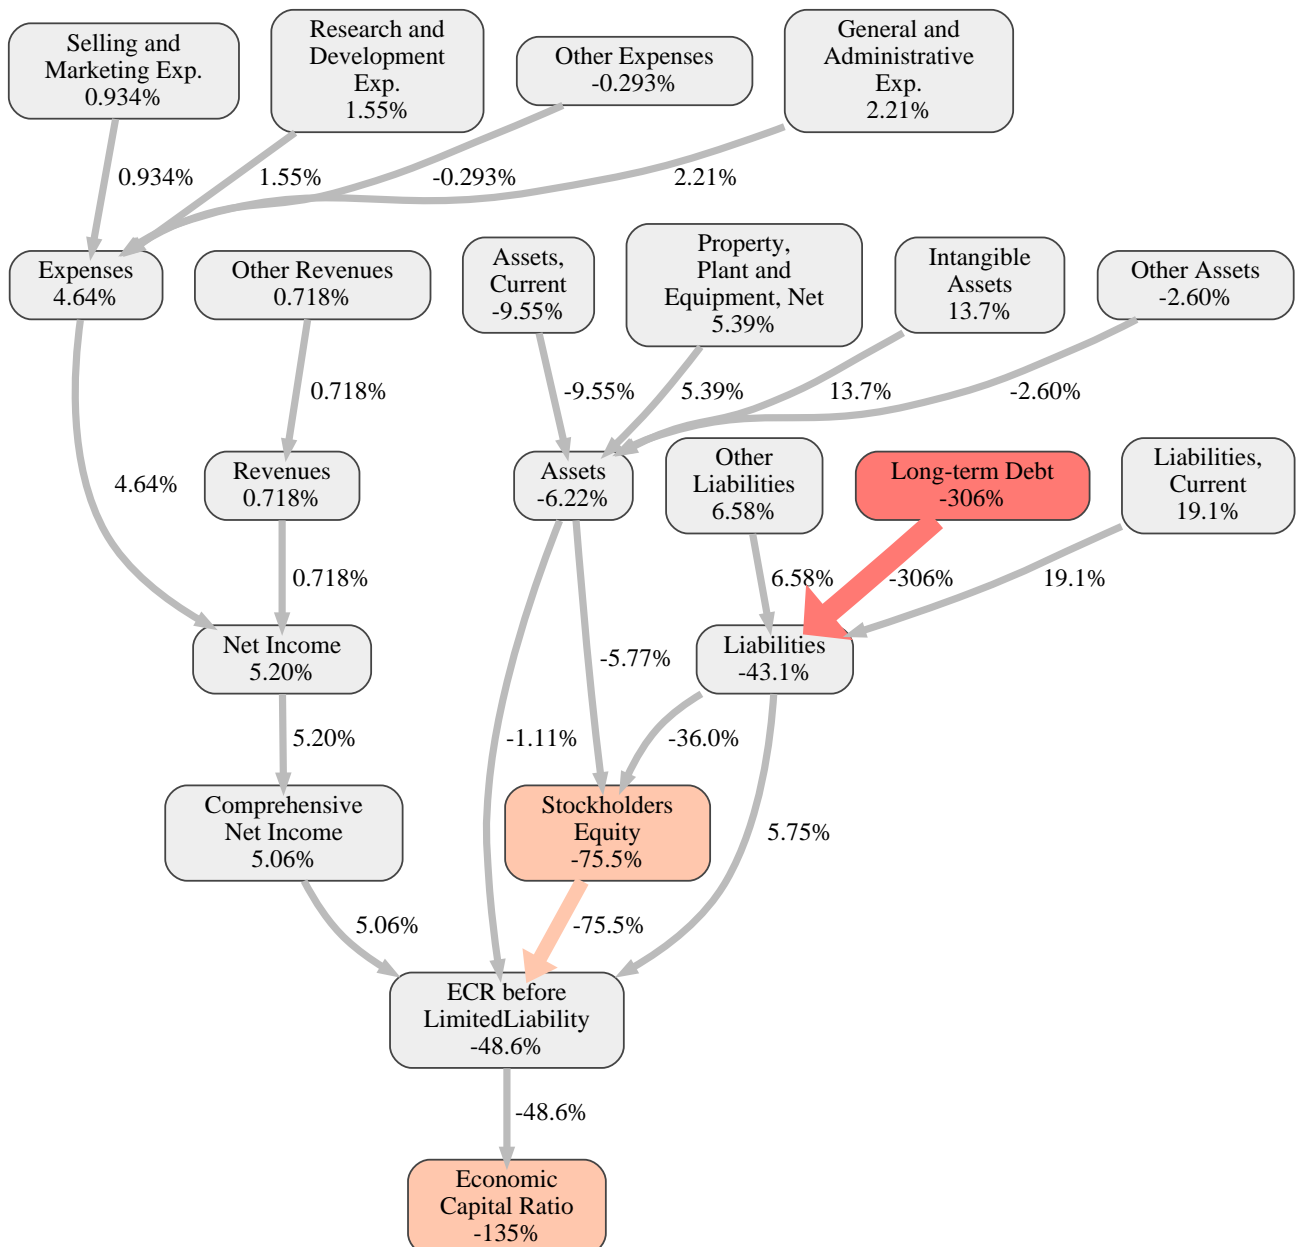 Selling and
Marketing Exp.
0.934%
Research and
Development
Exp.
1.55%
Other Expenses
-0.293%
General and
Administrative
Exp.
2.21%
0.934%
1.55%
-0.293%
2.21%
Expenses
4.64%
Other Revenues
0.718%
Assets,
Current
-9.55%
Property,
Plant and
Equipment, Net
5.39%
Intangible
Assets
13.7%
Other Assets
-2.60%
0.718%
-9.55%
5.39%
13.7%
-2.60%
4.64%
Revenues
0.718%
Assets
-6.22%
Other
Liabilities
6.58%
Long-term Debt
-306%
Liabilities,
Current
19.1%
0.718%
6.58%
-306%
19.1%
Net Income
5.20%
-5.77%
Liabilities
-43.1%
5.20%
-1.11%
-36.0%
Comprehensive
Net Income
5.06%
Stockholders
Equity
-75.5%
5.75%
5.06%
-75.5%
ECR before
LimitedLiability
-48.6%
-48.6%
Economic
Capital Ratio
-135%